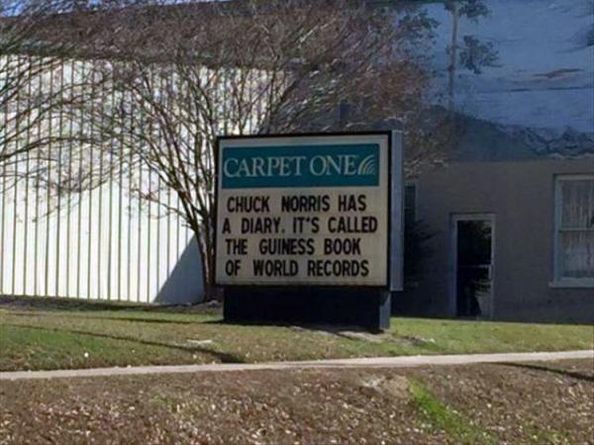 CARPET ONE
CHUCK NORRIS HAS
A DIARY. IT'S CALLED
THE GUINESS BOOK
OF WORLD RECORDS